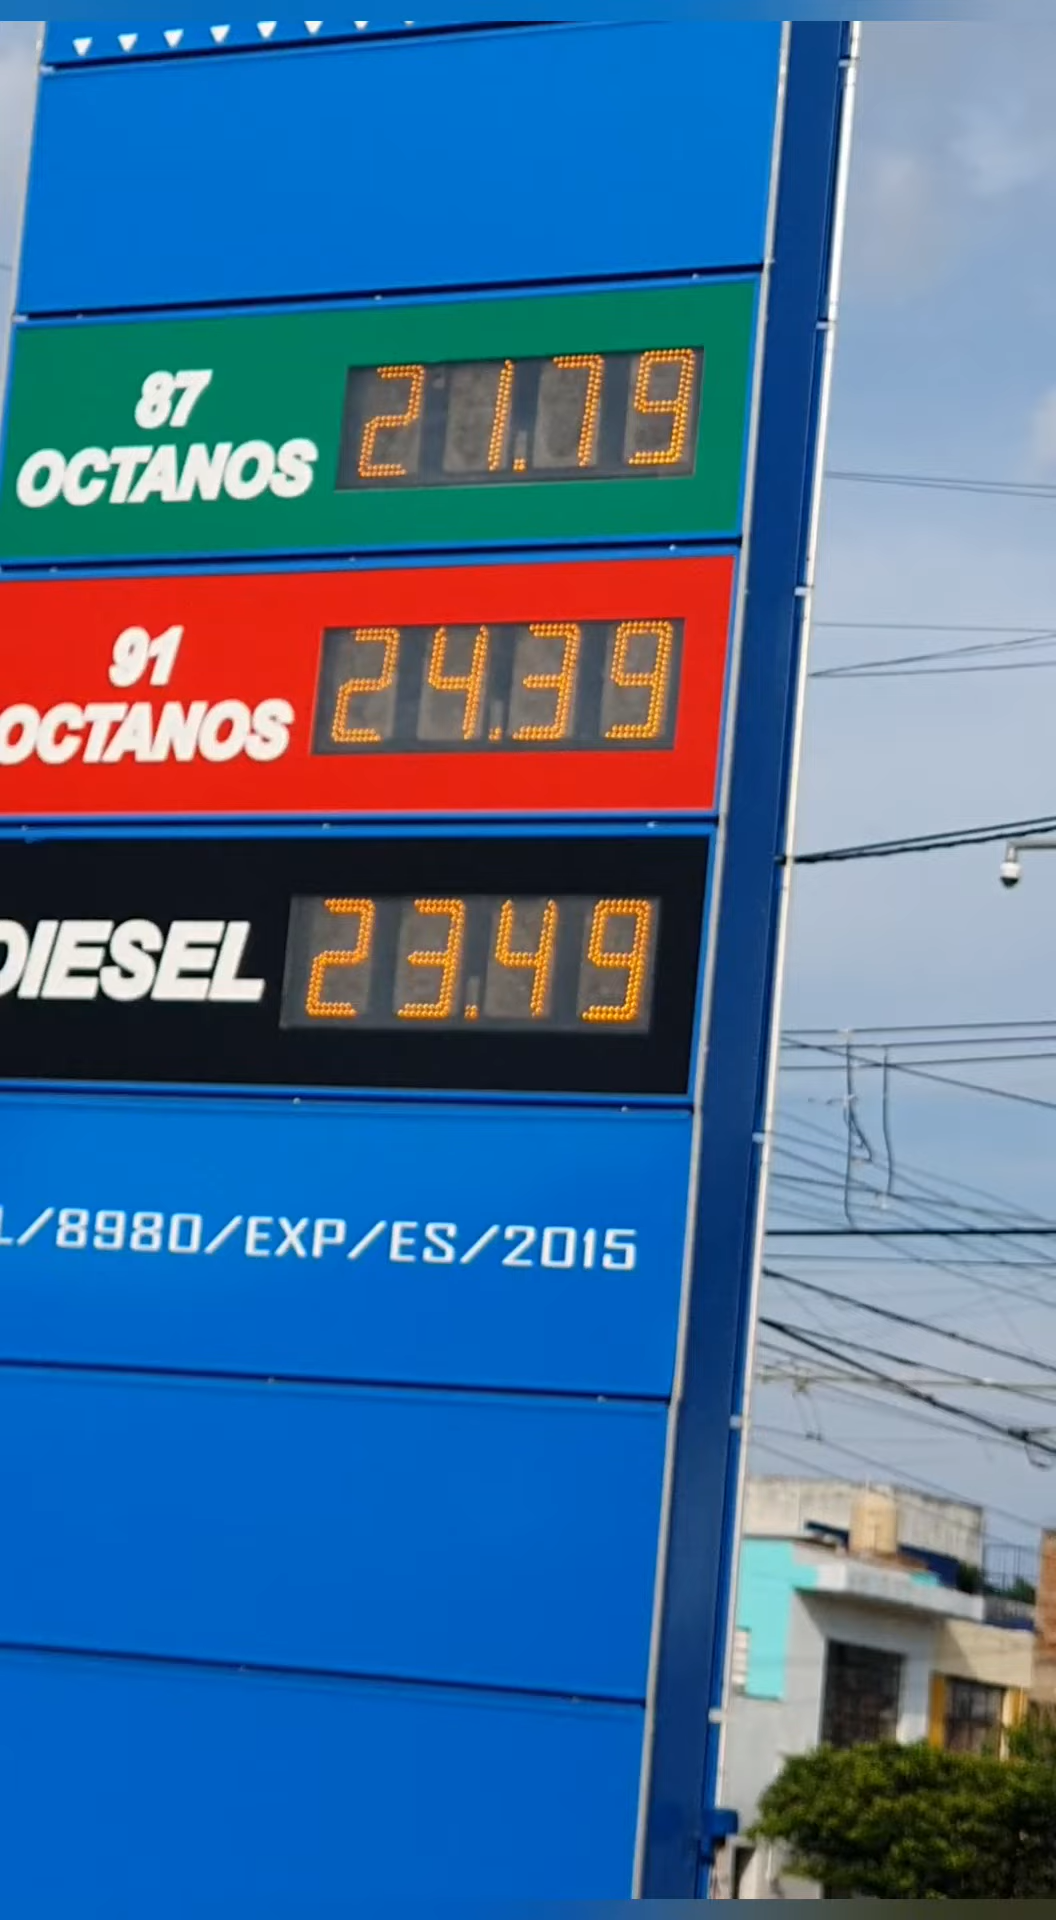 87
OCTANOS
21.79
91
OCTANOS
24.39
DIESEL
23.49
/8980/EXP/ES/2015